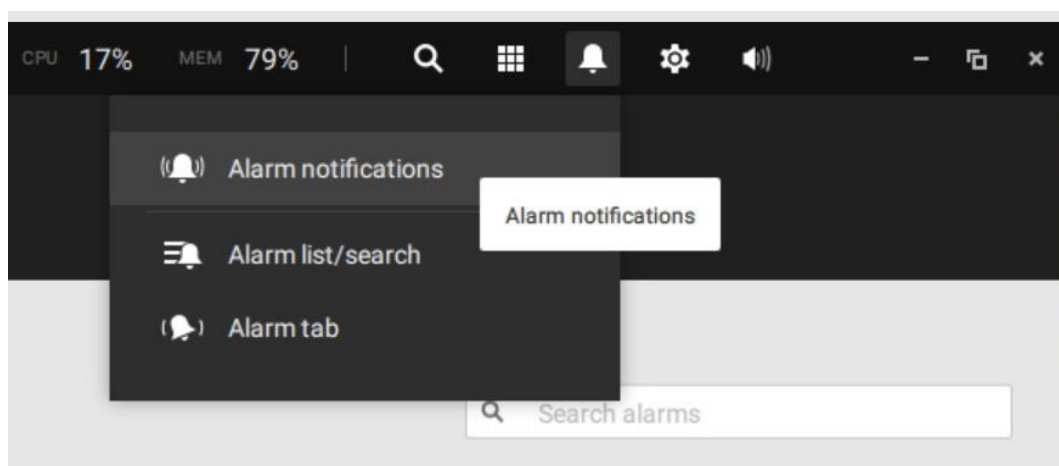 CPU 17% MEM 79%
Alarm notifications
Alarm notifications
Alarm list/search
Alarm tab
Search alarms